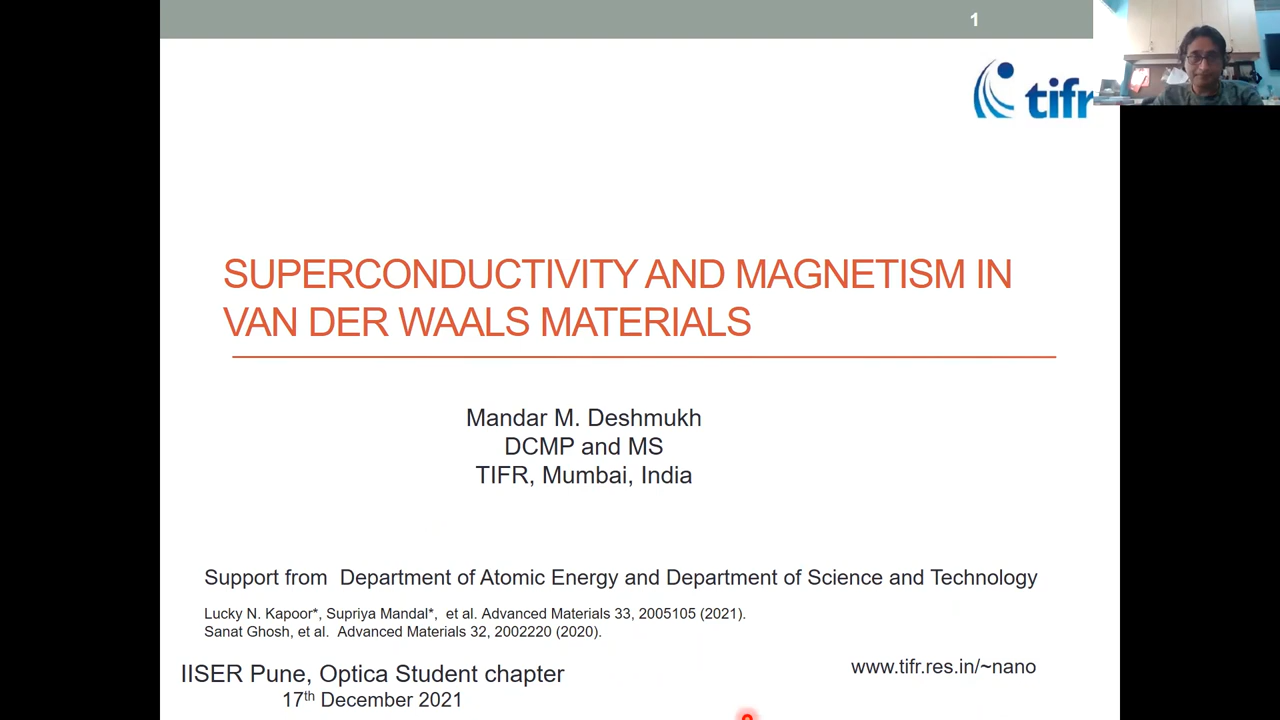 1
tifr
SUPERCONDUCTIVITY AND MAGNETISM IN
VAN DER WAALS MATERIALS
Mandar M. Deshmukh
DCMP and MS
TIFR, Mumbai, India
Support from Department of Atomic Energy and Department of Science and Technology
Lucky N. Kapoor*, Supriya Mandal*, et al. Advanced Materials 33, 2005105 (2021).
Sanat Ghosh, et al. Advanced Materials 32, 2002220 (2020).
IISER Pune, Optica Student chapter
17th December 2021
www.tifr.res.in/~nano